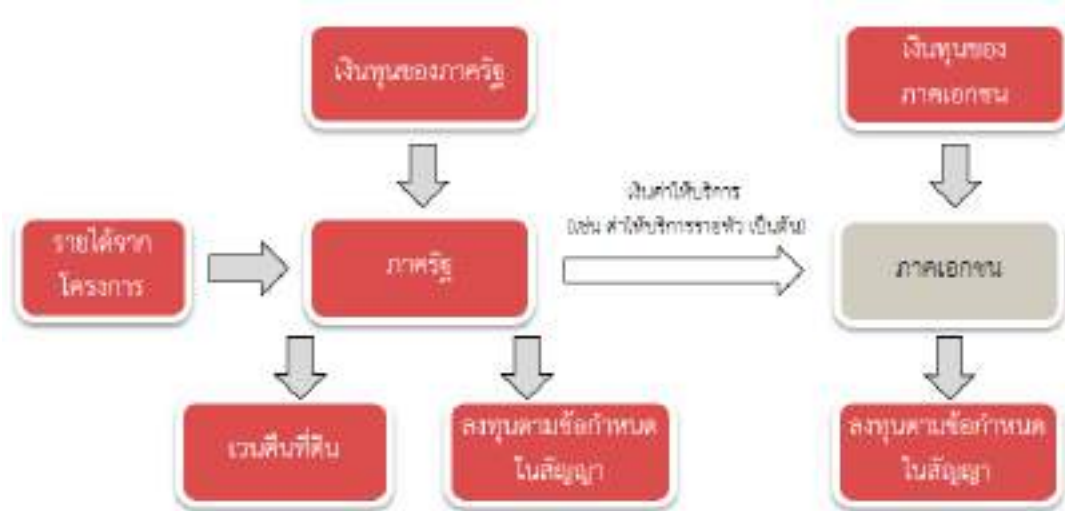 เงินทุนของภาครัฐ
เงินทุนของ
ภาคเอกชน
เงินค่าให้บริการ
(เช่น ค่าให้บริการรายหัว เป็นต้น)
รายได้จาก
โครงการ
ภาครัฐ
ภาคเอกชน
เวนคืนที่ดิน
ลงทุนตามข้อกำหนด
ในสัญญา
ลงทุนตามข้อกำหนด
ในสัญญา